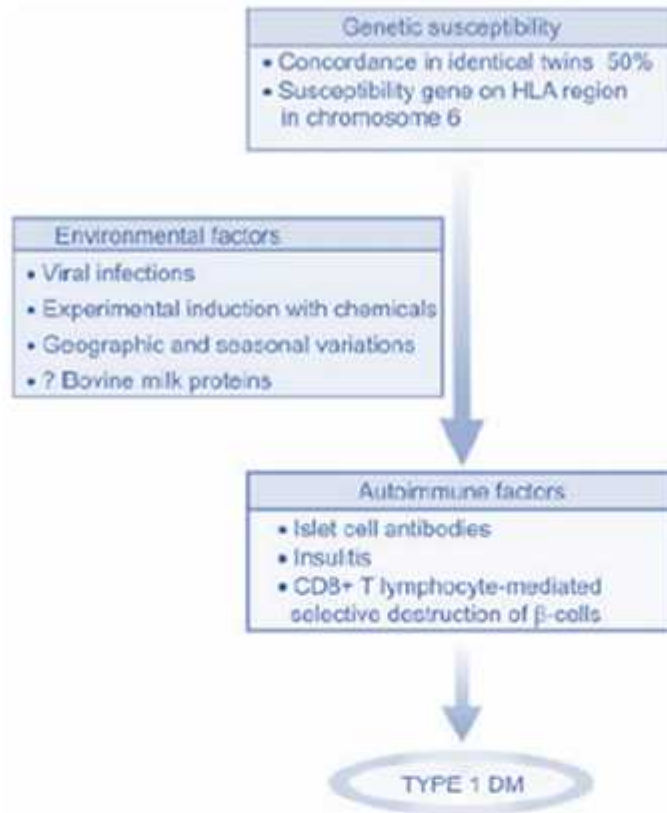 Genetic susceptibility
• Concordance in identical twins 50%
• Susceptibility gene on HLA region
in chromosome 6
Environmental factors
• Viral infections
• Experimental induction with chemicals
• Geographic and seasonal variations
• ? Bovine milk proteins
Autoimmune factors
• Islet cell antibodies
• Insulitis
• CD8+ T lymphocyte-mediated
selective destruction of β-cells
TYPE 1 DM